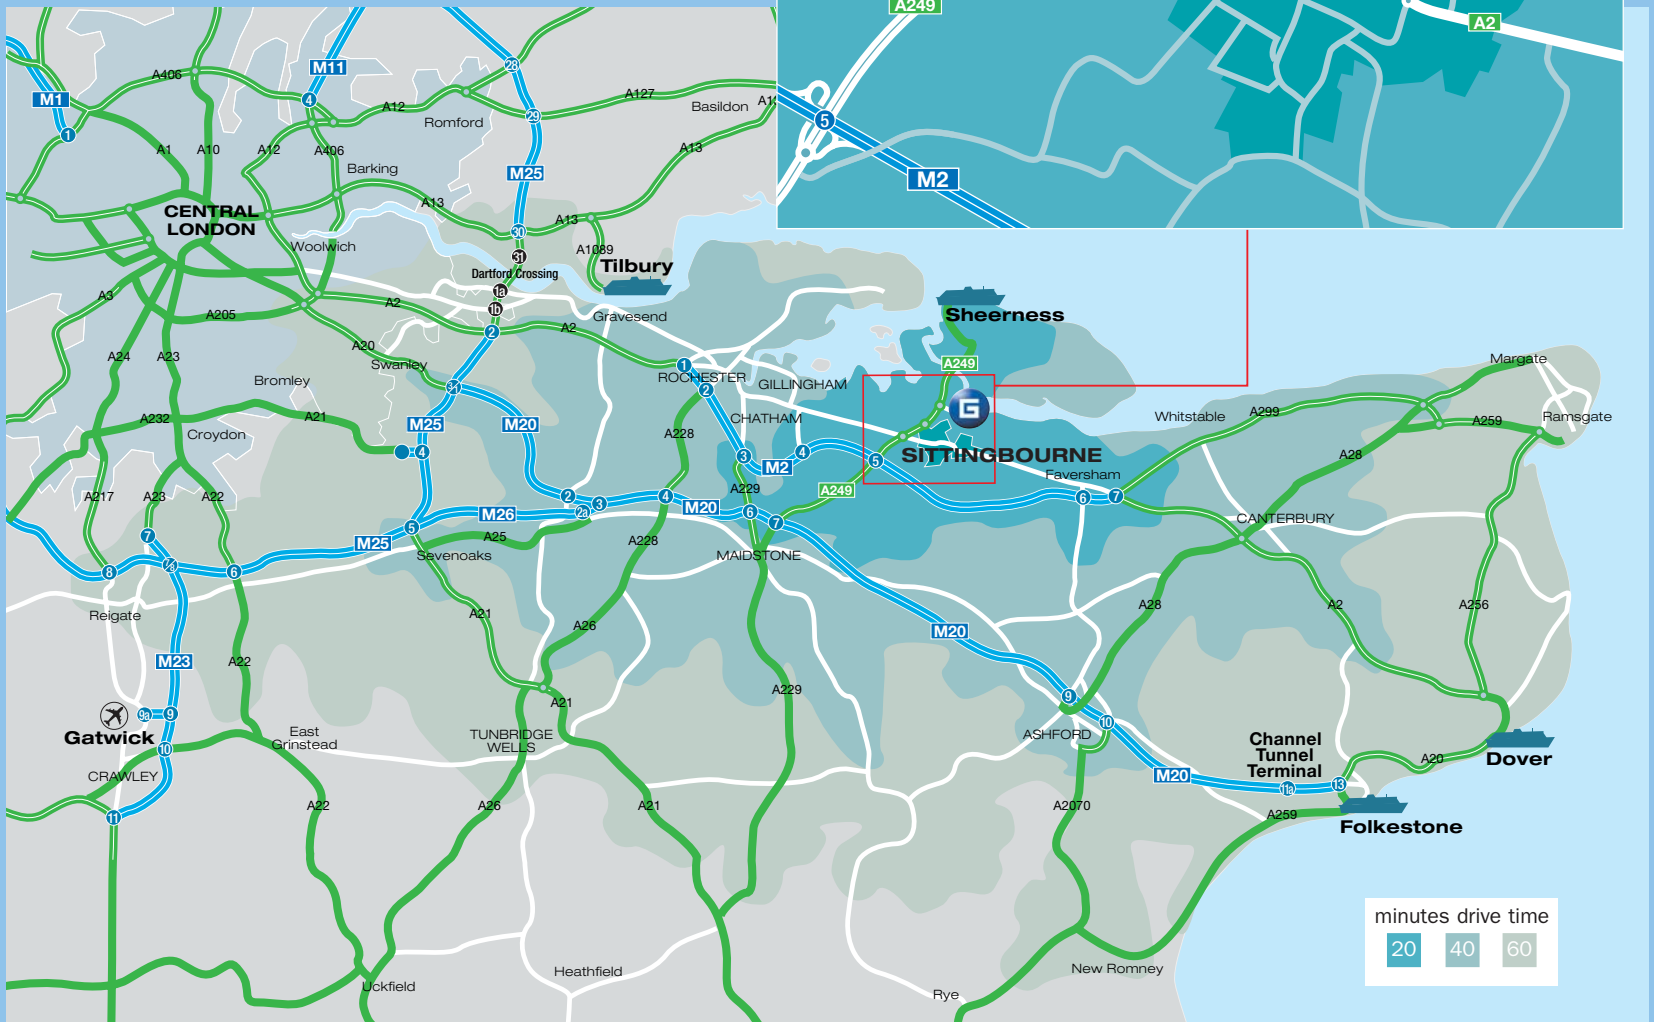 A249
A2
5
M2
M1
1
A406
M11
4
A12
28
29
A127
Basildon
Romford
A1
A10
A12
A406
Barking
M25
A13
A13
A13
CENTRAL
LONDON
Woolwich
30
31
Dartford Crossing
1a
1b
A1089
Tilbury
Sheerness
A3
A205
A2
2
A2
Gravesend
A20
Swanley
A24
A23
1
ROCHESTER
2
GILLINGHAM
A249
Margate
Bromley
A21
A232
Croydon
M25
M20
4
A228
CHATHAM
3
M2
4
5
G
SITTINGBOURNE
Faversham
6
7
Whitstable
A299
A259
Ramsgate
A28
A217
A23
A22
M26
2
2a
3
4
M20
A229
6
7
A249
CANTERBURY
7
8
6
M25
5
Sevenoaks
A25
A228
MAIDSTONE
Reigate
A21
A26
M20
A28
A2
A256
M23
A22
9a
9
Gatwick
10
CRAWLEY
11
East
Grinstead
TUNBRIDGE
WELLS
A21
A229
9
10
ASHFORD
M20
Channel
Tunnel
Terminal
11a
13
A20
Dover
A259
Folkestone
A22
A26
A21
A2070
Uckfield
Heathfield
Rye
New Romney
minutes drive time
20 40 60